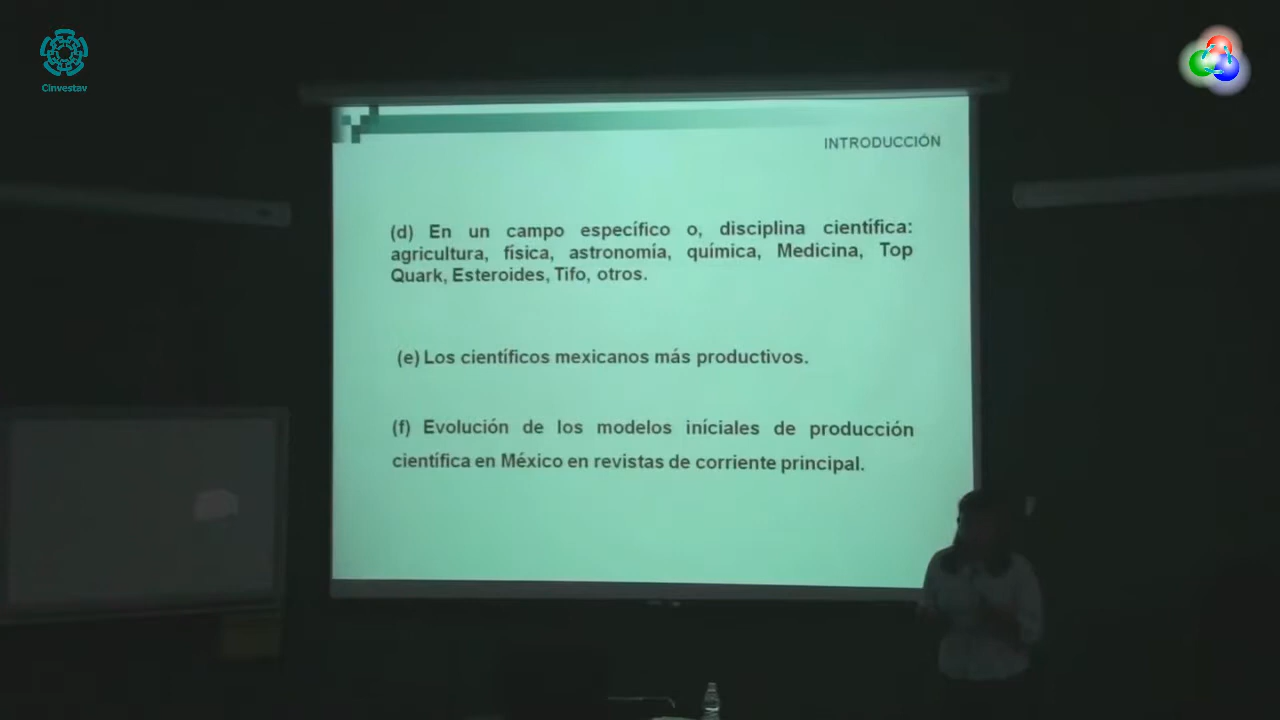 Cinvestav
INTRODUCCIÓN
(d) En un campo específico o, disciplina científica:
agricultura, física, astronomía, química, Medicina, Top
Quark, Esteroides, Tifo, otros.
(e) Los científicos mexicanos más productivos.
(f) Evolución de los modelos iníciales de producción
científica en México en revistas de corriente principal.